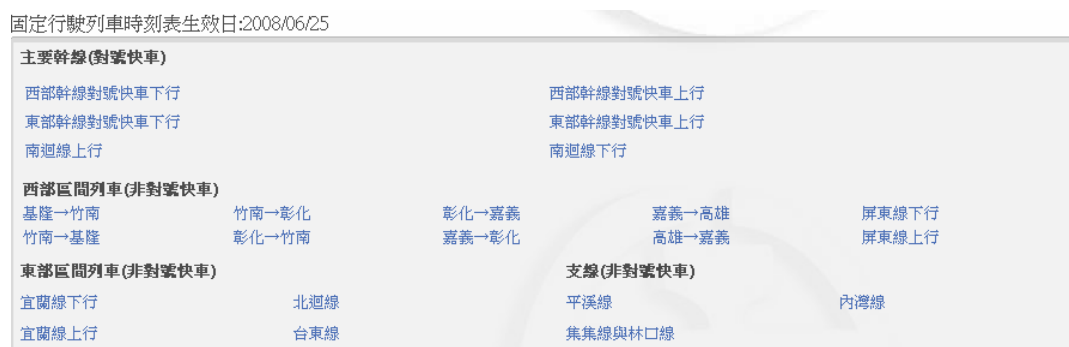 固定行駛列車時刻表生效日:2008/06/25
主要幹線(對號快車)
西部幹線對號快車下行 西部幹線對號快車上行
東部幹線對號快車下行 東部幹線對號快車上行
南迴線上行 南迴線下行
西部區間列車(非對號快車)
基隆→竹南 竹南→彰化 彰化→嘉義 嘉義→高雄 屏東線下行
竹南→基隆 彰化→竹南 嘉義→彰化 高雄→嘉義 屏東線上行
東部區間列車(非對號快車) 支線(非對號快車)
宜蘭線下行 北迴線 平溪線 內灣線
宜蘭線上行 台東線 集集線與林口線